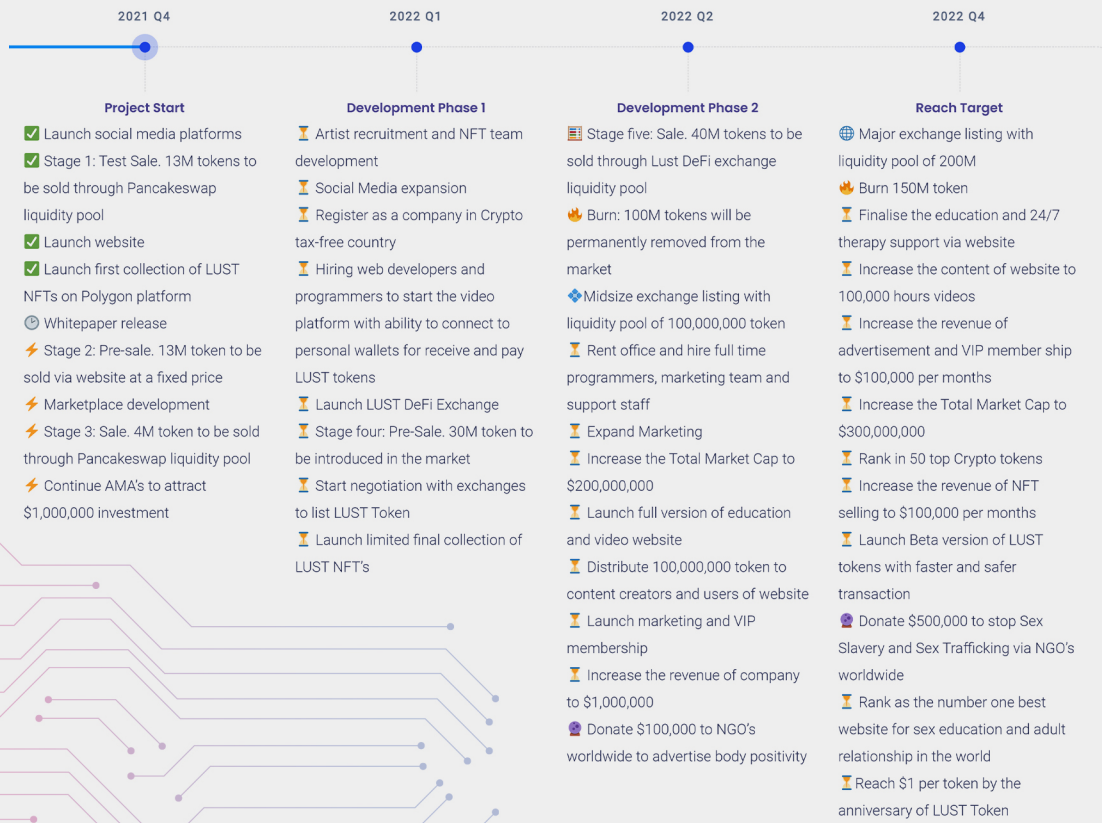 2021 Q4
Project Start
✅ Launch social media platforms
✅ Stage 1: Test Sale. 13M tokens to
be sold through Pancakeswap
liquidity pool
✅ Launch website
✅ Launch first collection of LUST
NFTs on Polygon platform
🕑 Whitepaper release
⚡ Stage 2: Pre-sale. 13M token to be
sold via website at a fixed price
⚡ Marketplace development
⚡ Stage 3: Sale. 4M token to be sold
through Pancakeswap liquidity pool
⚡ Continue AMA's to attract
$1,000,000 investment
2022 Q1
Development Phase 1
⏳ Artist recruitment and NFT team
development
⏳ Social Media expansion
⏳ Register as a company in Crypto
tax-free country
⏳ Hiring web developers and
programmers to start the video
platform with ability to connect to
personal wallets for receive and pay
LUST tokens
⏳ Launch LUST DeFi Exchange
⏳ Stage four: Pre-Sale. 30M token to
be introduced in the market
⏳ Start negotiation with exchanges
to list LUST Token
⏳ Launch limited final collection of
LUST NFT's
2022 Q2
Development Phase 2
🧮 Stage five: Sale. 40M tokens to be
sold through Lust DeFi exchange
liquidity pool
🔥 Burn: 100M tokens will be
permanently removed from the
market
💠Midsize exchange listing with
liquidity pool of 100,000,000 token
⏳ Rent office and hire full time
programmers, marketing team and
support staff
⏳ Expand Marketing
⏳ Increase the Total Market Cap to
$200,000,000
⏳ Launch full version of education
and video website
⏳ Distribute 100,000,000 token to
content creators and users of website
⏳ Launch marketing and VIP
membership
⏳ Increase the revenue of company
to $1,000,000
🔮 Donate $100,000 to NGO's
worldwide to advertise body positivity
2022 Q4
Reach Target
🌐 Major exchange listing with
liquidity pool of 200M
🔥 Burn 150M token
⏳ Finalise the education and 24/7
therapy support via website
⏳ Increase the content of website to
100,000 hours videos
⏳ Increase the revenue of
advertisement and VIP member ship
to $100,000 per months
⏳ Increase the Total Market Cap to
$300,000,000
⏳ Rank in 50 top Crypto tokens
⏳ Increase the revenue of NFT
selling to $100,000 per months
⏳ Launch Beta version of LUST
tokens with faster and safer
transaction
🔮 Donate $500,000 to stop Sex
Slavery and Sex Trafficking via NGO's
worldwide
⏳ Rank as the number one best
website for sex education and adult
relationship in the world
⏳Reach $1 per token by the
anniversary of LUST Token